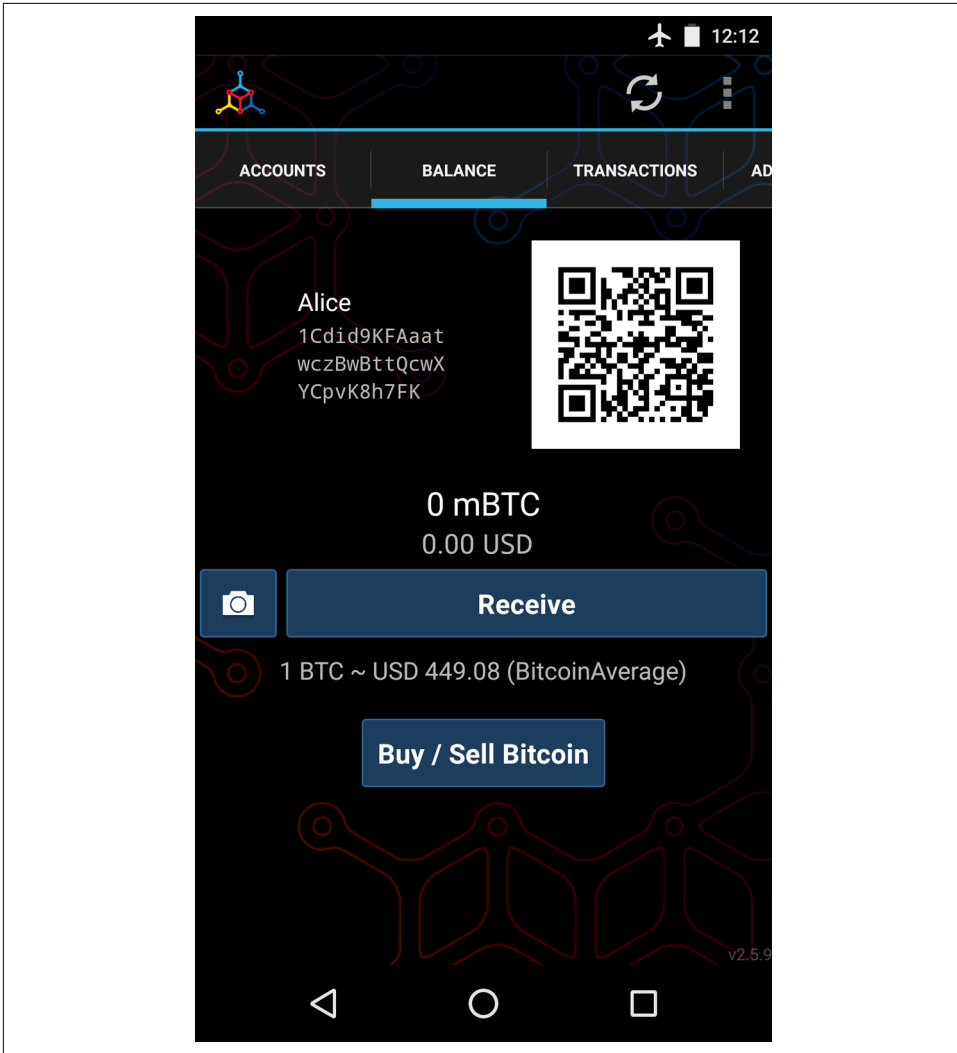 12:12
ACCOUNTS BALANCE TRANSACTIONS AD
Alice
1Cdid9KFAaat
wczBwBttQcwX
YCpvK8h7FK
0 mBTC
0.00 USD
Receive
1 BTC ~ USD 449.08 (BitcoinAverage)
Buy / Sell Bitcoin
v2.5.9